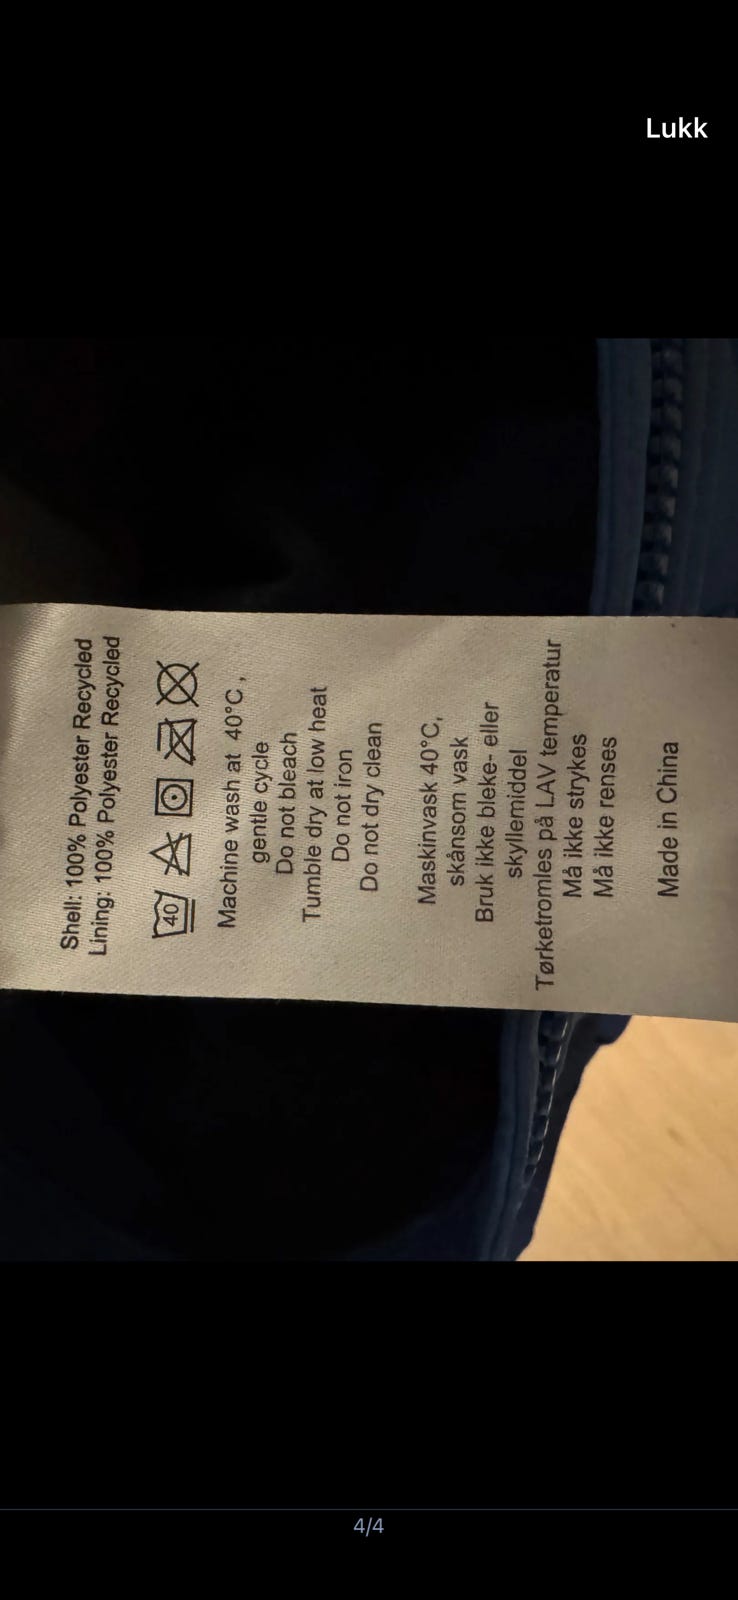 Lukk
Shell: 100% Polyester Recycled
Lining: 100% Polyester Recycled
40
Machine wash at 40°C ,
gentle cycle
Do not bleach
Tumble dry at low heat
Do not iron
Do not dry clean
Maskinvask 40°C,
skånsom vask
Bruk ikke bleke- eller
skyllemiddel
Tørketromles på LAV temperatur
Må ikke strykes
Må ikke renses
Made in China
4/4